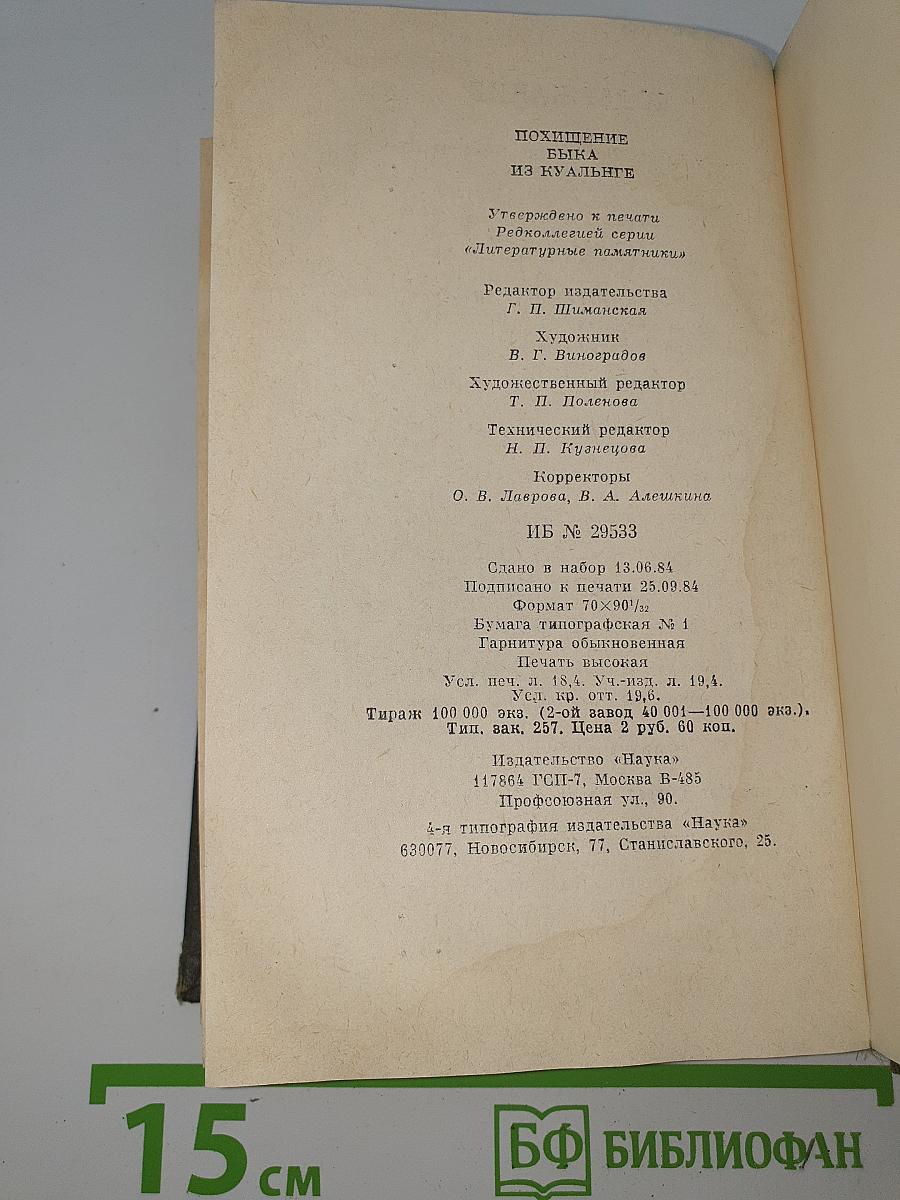 ПОХИЩЕНИЕ
БЫКА
ИЗ КУАЛЬНГЕ
Утверждено к печати
Редколлегией серии
«Литературные памятники»
Редактор издательства
Г. П. Шиманская
Художник
В. Г. Виноградов
Художественный редактор
Т. П. Поленова
Технический редактор
Н. П. Кузнецова
Корректоры
О. В. Лаврова, В. А. Алешкина
ИБ № 29533
Сдано в набор 13.06.84
Подписано к печати 25.09.84
Формат 70×90¹/₃₂
Бумага типографская № 1
Гарнитура обыкновенная
Печать высокая
Усл. печ. л. 18,4. Уч.-изд. л. 19,4.
Усл. кр. отт. 19,6.
Тираж 100 000 экз. (2-ой завод 40 001—100 000 экз.).
Тип. зак. 257. Цена 2 руб. 60 коп.
Издательство «Наука»
117864 ГСП-7, Москва В-485
Профсоюзная ул., 90.
4-я типография издательства «Наука»
630077, Новосибирск, 77, Станиславского, 25.
15 см
БФ БИБЛИОФАН